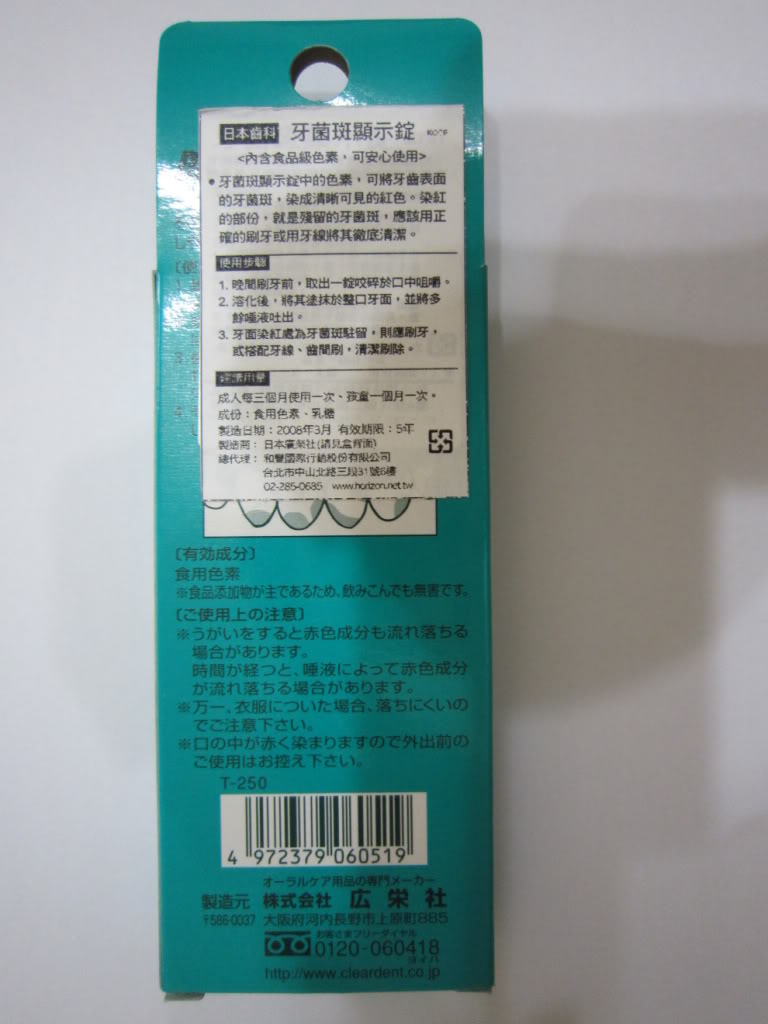 日本齒科 牙菌斑顯示錠
<內含食品級色素，可安心使用>
•牙菌斑顯示錠中的色素，可將牙齒表面
的牙菌斑，染成清晰可見的紅色。染紅
的部份，就是殘留的牙菌斑，應該用正
確的刷牙或用牙線將其徹底清潔。
使用步驟
1. 晚間刷牙前，取出一錠咬碎於口中咀嚼。
2. 溶化後，將其塗抹於整口牙面，並將多
餘唾液吐出。
3. 牙面染紅處為牙菌斑駐留，則應刷牙，
或搭配牙線、齒間刷，清潔刷除。
建議用量
成人每三個月使用一次、孩童一個月一次。
成份：食用色素、乳糖
製造日期：2008年3月 有效期限：5年
製造商： 日本廣榮社(請見盒背面)
總代理： 和豐國際行銷股份有限公司
台北市中山北路三段31號6樓
02-285-0685 www.horizon.net.tw
〔有効成分〕
食用色素
※食品添加物が主であるため、飲みこんでも無害です。
〔ご使用上の注意〕
※うがいをすると赤色成分も流れ落ちる
場合があります。
時間が経つと、唾液によって赤色成分
が流れ落ちる場合があります。
※万一、衣服についた場合、落ちにくいの
でご注意下さい。
※口の中が赤く染まりますので外出前の
ご使用はお控え下さい。
T-250
4 972379 060519
オーラルケア用品の専門メーカー
製造元 株式会社 広栄社
〒586-0037 大阪府河内長野市上原町885
お客さまフリーダイヤル
0120-060418
ヨイハ
http://www.cleardent.co.jp